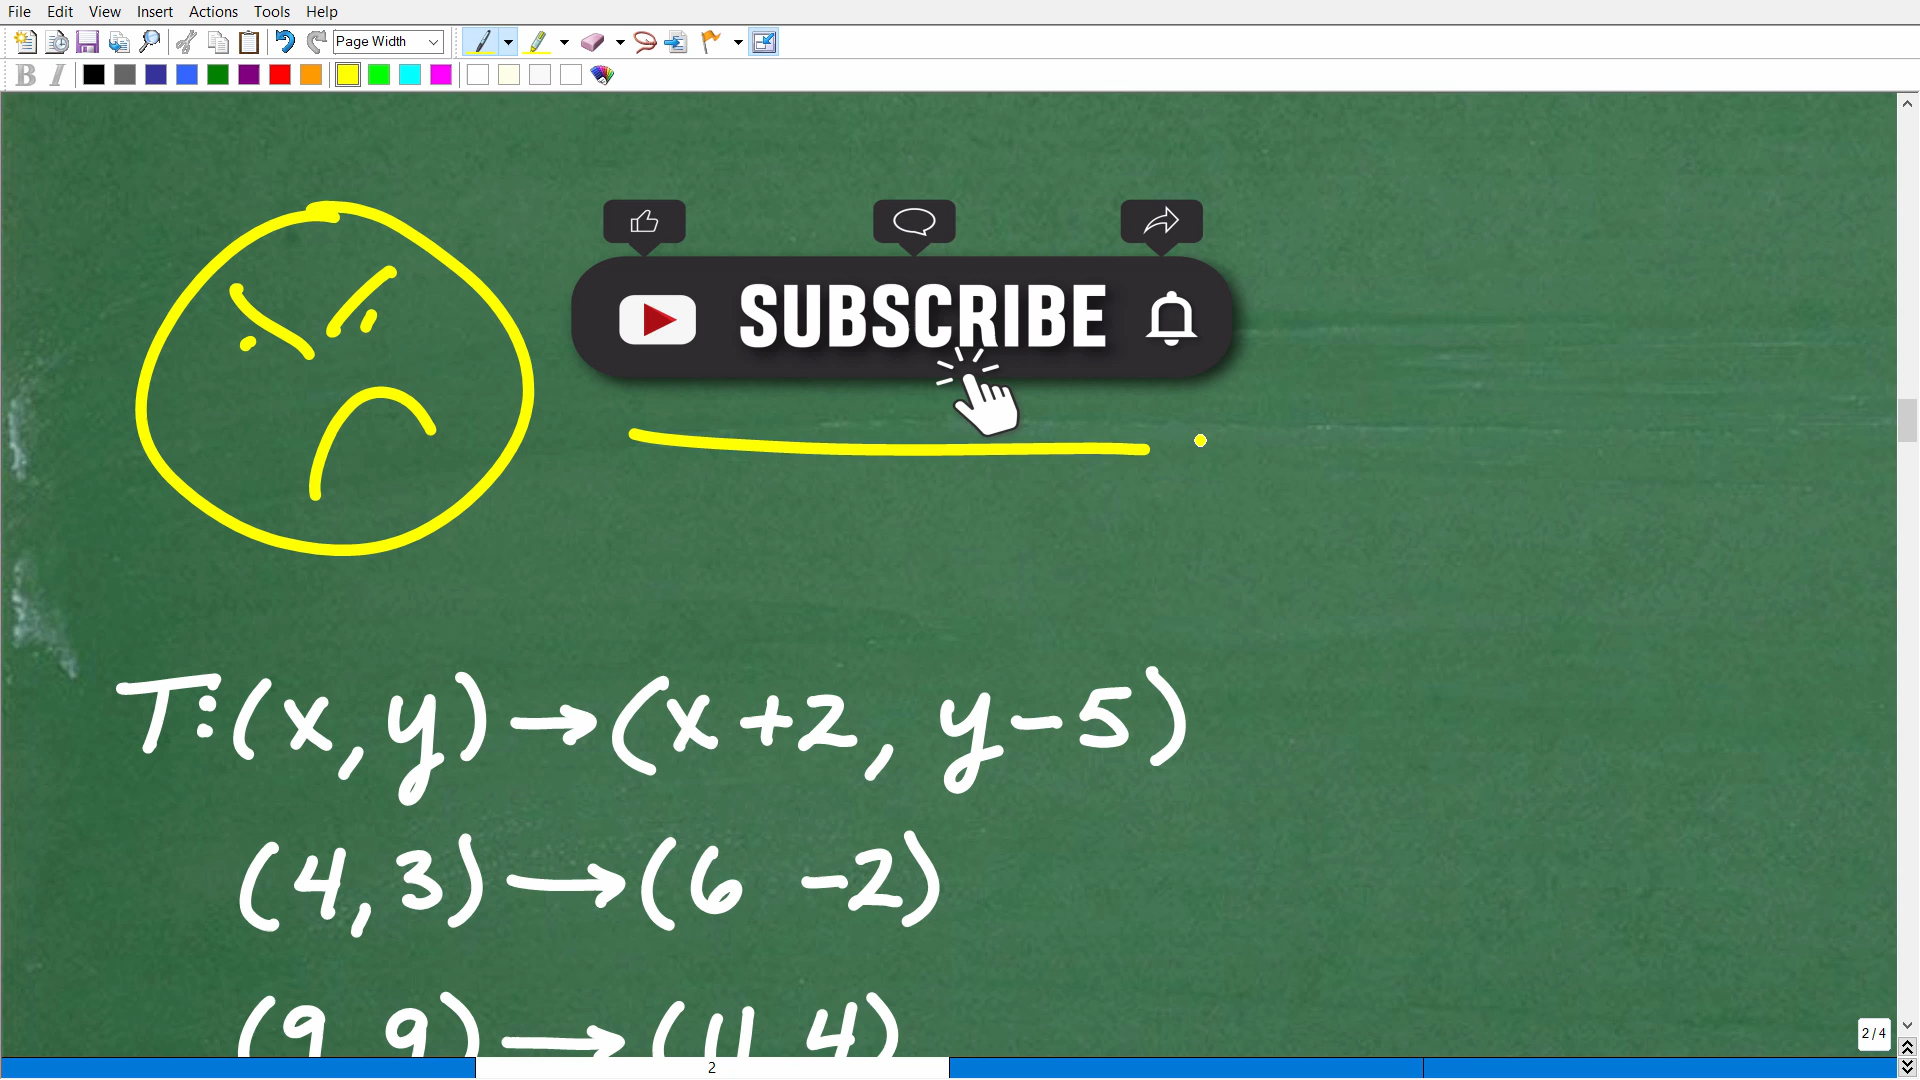 File Edit View Insert Actions Tools Help
Page Width
B I
SUBSCRIBE
T:(x,y)→(x+2, y-5)
(4,3)→(6 -2)
(9 9)→(11 4)
2/4
2